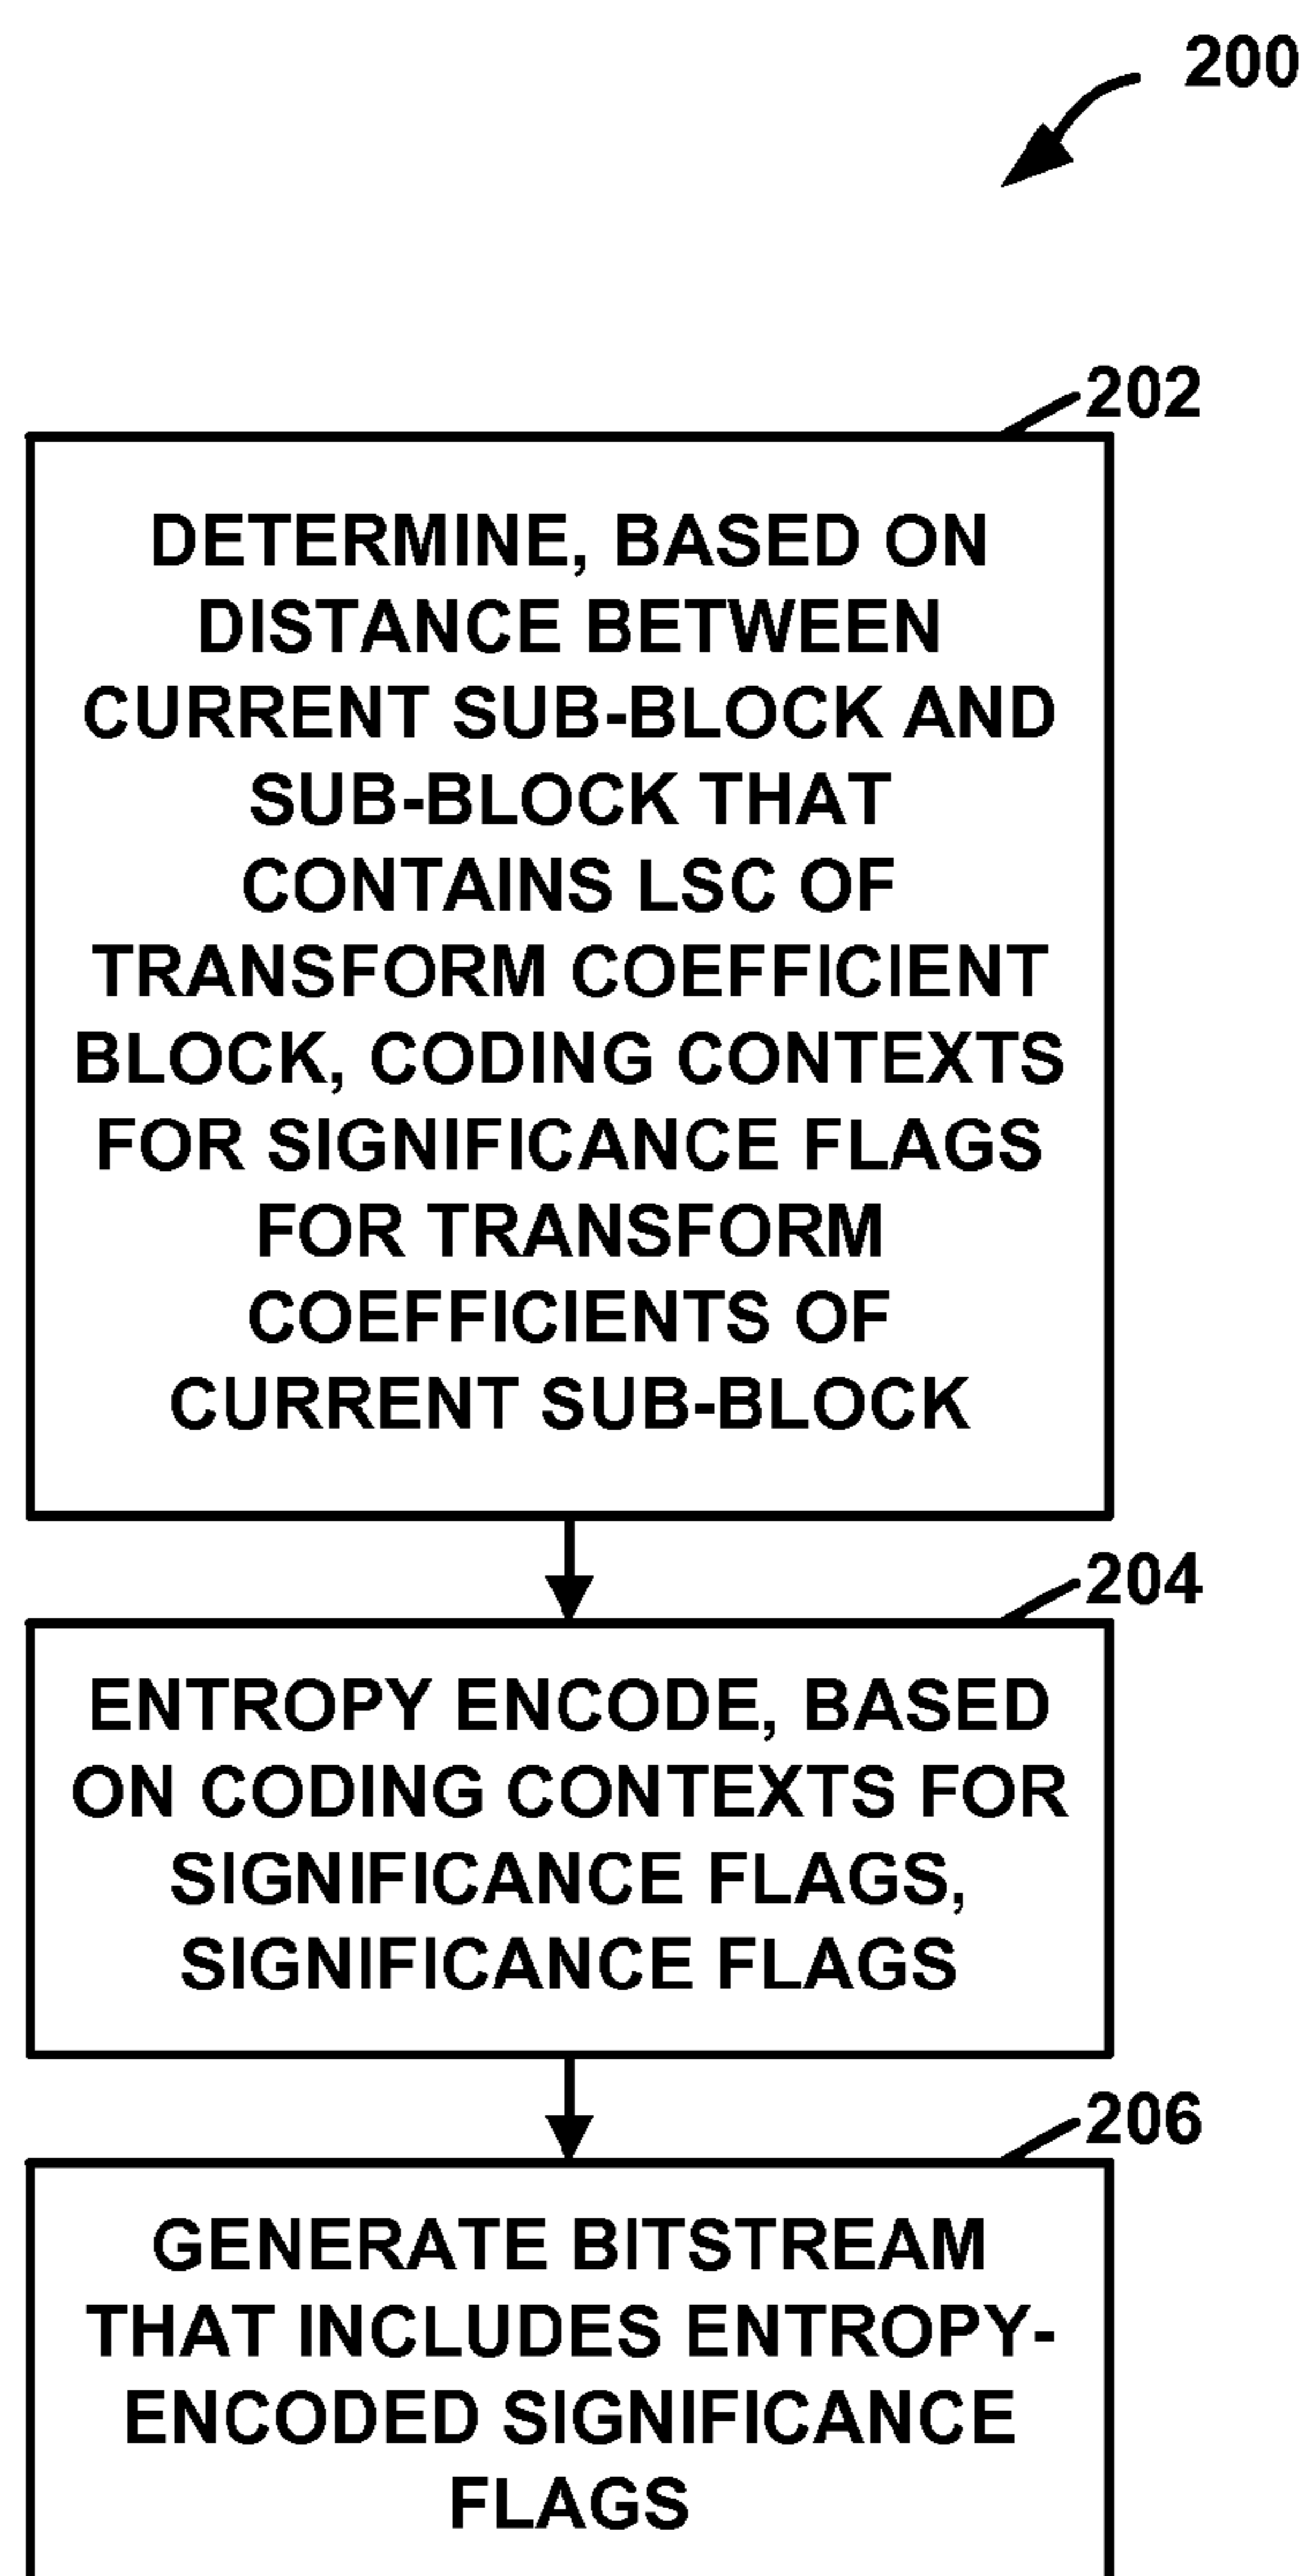 200
202
DETERMINE, BASED ON
DISTANCE BETWEEN
CURRENT SUB-BLOCK AND
SUB-BLOCK THAT
CONTAINS LSC OF
TRANSFORM COEFFICIENT
BLOCK, CODING CONTEXTS
FOR SIGNIFICANCE FLAGS
FOR TRANSFORM
COEFFICIENTS OF
CURRENT SUB-BLOCK
204
ENTROPY ENCODE, BASED
ON CODING CONTEXTS FOR
SIGNIFICANCE FLAGS,
SIGNIFICANCE FLAGS
206
GENERATE BITSTREAM
THAT INCLUDES ENTROPY-
ENCODED SIGNIFICANCE
FLAGS